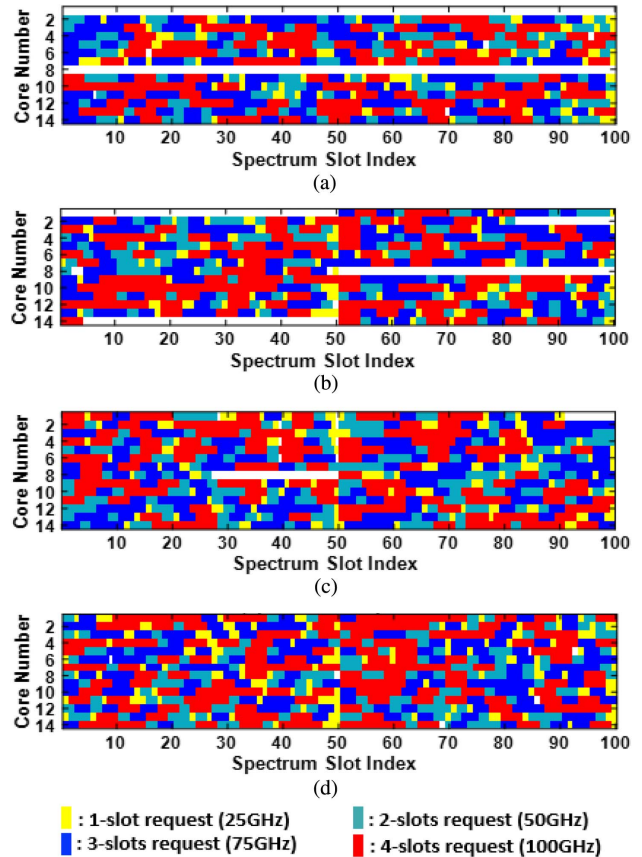 2
4
6
8
10
12
14
Core Number
10 20 30 40 50 60 70 80 90 100
Spectrum Slot Index
(a)
2
4
6
8
10
12
14
Core Number
10 20 30 40 50 60 70 80 90 100
Spectrum Slot Index
(b)
2
4
6
8
10
12
14
Core Number
10 20 30 40 50 60 70 80 90 100
Spectrum Slot Index
(c)
2
4
6
8
10
12
14
Core Number
10 20 30 40 50 60 70 80 90 100
Spectrum Slot Index
(d)
: 1-slot request (25GHz) : 2-slots request (50GHz)
: 3-slots request (75GHz) : 4-slots request (100GHz)